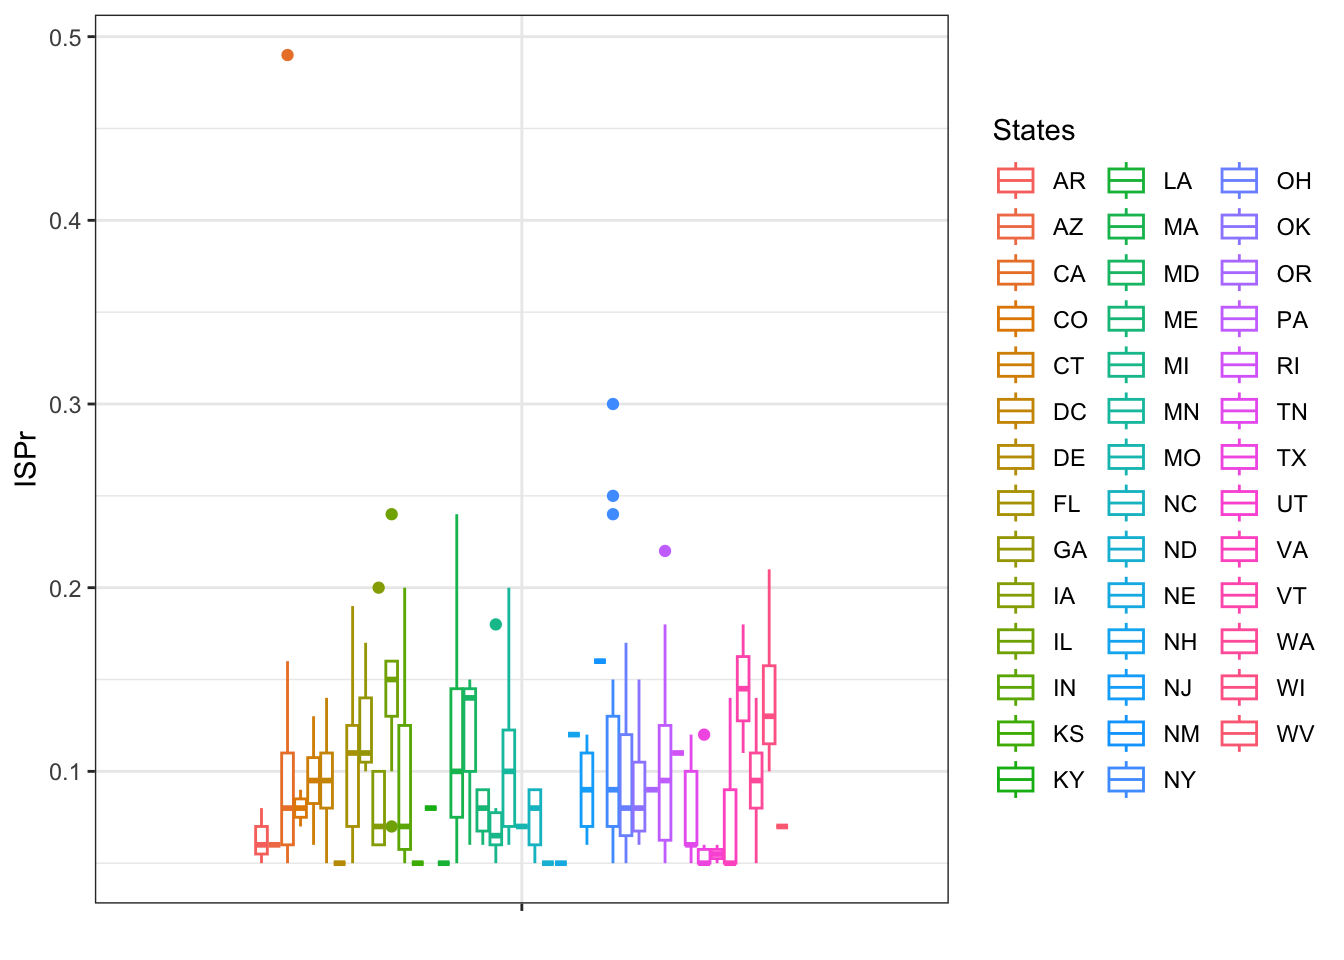 0.5
0.4
0.3
0.2
0.1
ISPr
States
AR LA OH
AZ MA OK
CA MD OR
CO ME PA
CT MI RI
DC MN TN
DE MO TX
FL NC UT
GA ND VA
IA NE VT
IL NH WA
IN NJ WI
KS NM WV
KY NY